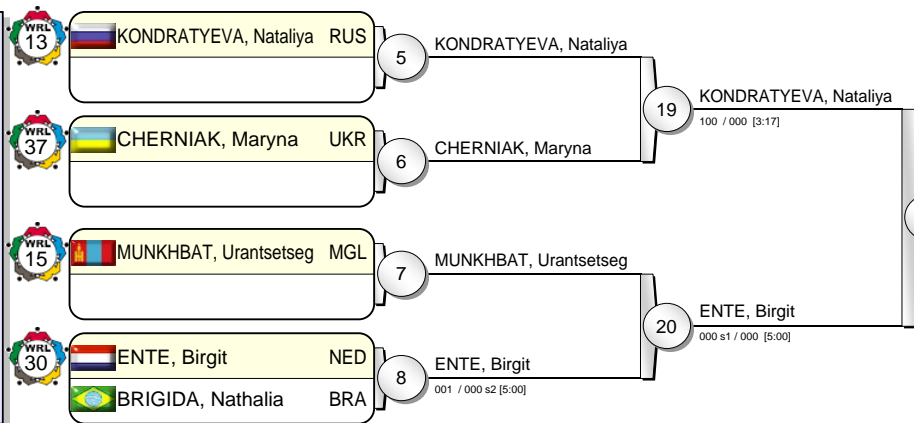 WRL
13
KONDRATYEVA, Nataliya RUS
5
KONDRATYEVA, Nataliya
19
KONDRATYEVA, Nataliya
100 / 000 [3:17]
WRL
37
CHERNIAK, Maryna UKR
6
CHERNIAK, Maryna
WRL
15
MUNKHBAT, Urantsetseg MGL
7
MUNKHBAT, Urantsetseg
20
ENTE, Birgit
000 s1 / 000 [5:00]
WRL
30
ENTE, Birgit NED
BRIGIDA, Nathalia BRA
8
ENTE, Birgit
001 / 000 s2 [5:00]